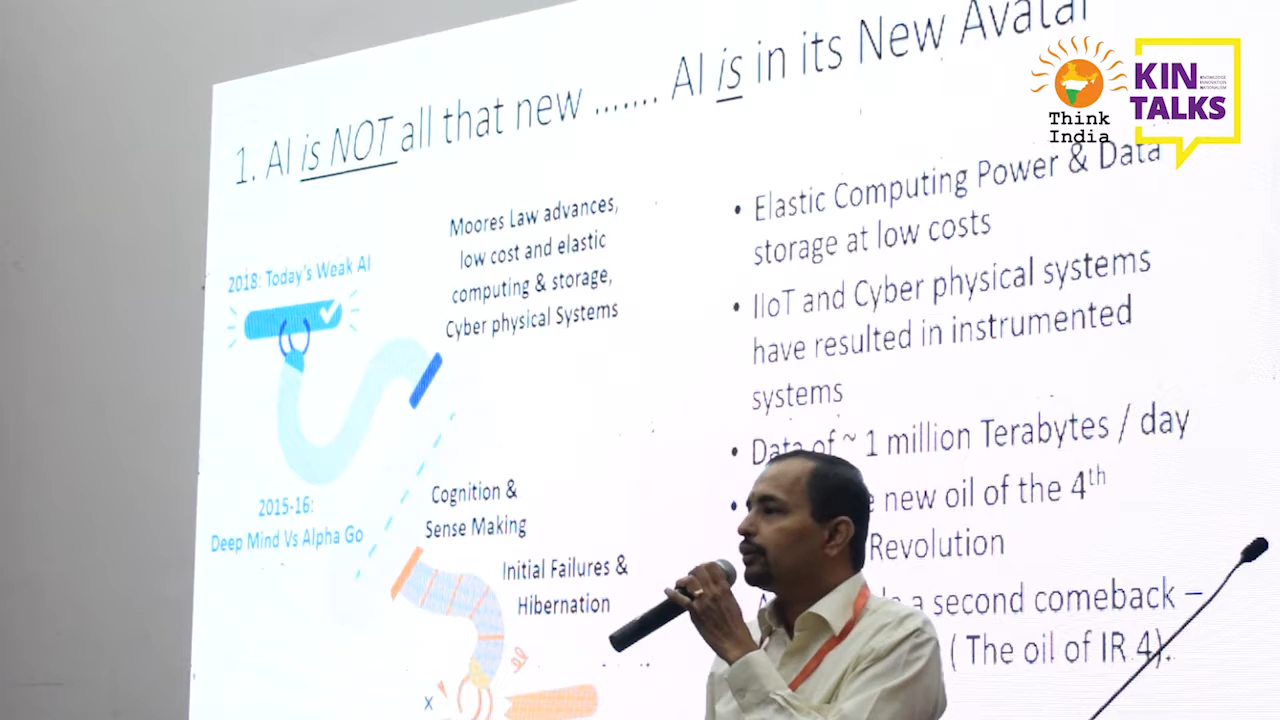 1. AI is NOT all that new ....... AI is in its New Avatar
Think
India
KIN
KNOWLEDGE
INNOVATION
NATIONALISM
TALKS
2018: Today's Weak AI
Moores Law advances,
low cost and elastic
computing & storage,
Cyber physical Systems
2015-16:
Deep Mind Vs Alpha Go
Cognition &
Sense Making
Initial Failures &
Hibernation
x
• Elastic Computing Power & Data
storage at low costs
• IIoT and Cyber physical systems
have resulted in instrumented
systems
• Data of ~ 1 million Terabytes / day
• new oil of the 4th
Revolution
a second comeback –
( The oil of IR 4).